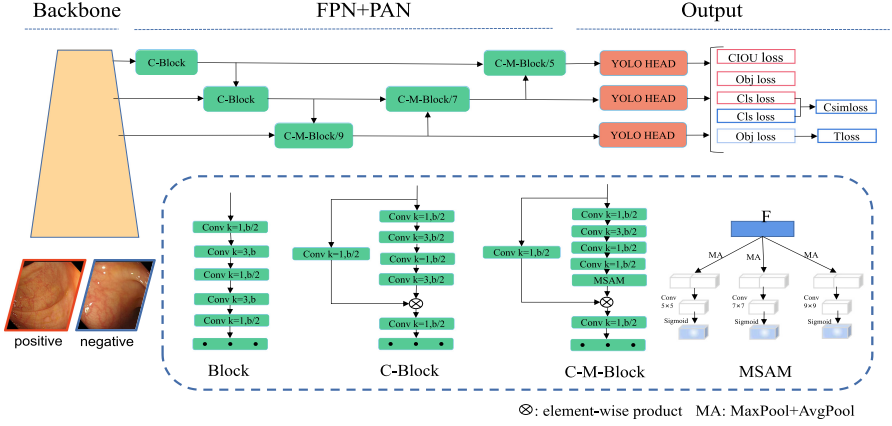 Backbone
FPN+PAN
Output
C-Block
C-M-Block/5
YOLO HEAD
CIOU loss
Obj loss
C-Block
C-M-Block/7
YOLO HEAD
Cls loss
Csimloss
Cls loss
C-M-Block/9
YOLO HEAD
Obj loss
Tloss
positive
negative
Conv k=1,b/2
Conv k=3,b
Conv k=1,b/2
Conv k=3,b
Conv k=1,b/2
Block
Conv k=1,b/2
Conv k=1,b/2
Conv k=3,b/2
Conv k=1,b/2
Conv k=3,b/2
Conv k=1,b/2
C-Block
Conv k=1,b/2
Conv k=1,b/2
Conv k=3,b/2
Conv k=1,b/2
Conv k=1,b/2
MSAM
Conv k=1,b/2
C-M-Block
F
MA
MA
MA
Conv
5×5
Conv
7×7
Conv
9×9
Sigmoid
Sigmoid
Sigmoid
MSAM
: element-wise product MA: MaxPool+AvgPool